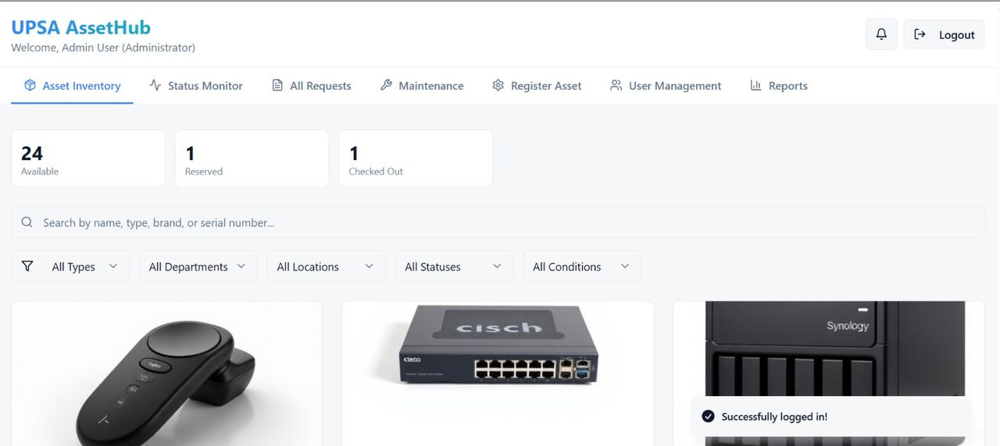 UPSA AssetHub
Welcome, Admin User (Administrator)
Logout
Asset Inventory
Status Monitor
All Requests
Maintenance
Register Asset
User Management
Reports
24
Available
1
Reserved
1
Checked Out
Search by name, type, brand, or serial number...
All Types
All Departments
All Locations
All Statuses
All Conditions
cisch
Synology
Successfully logged in!